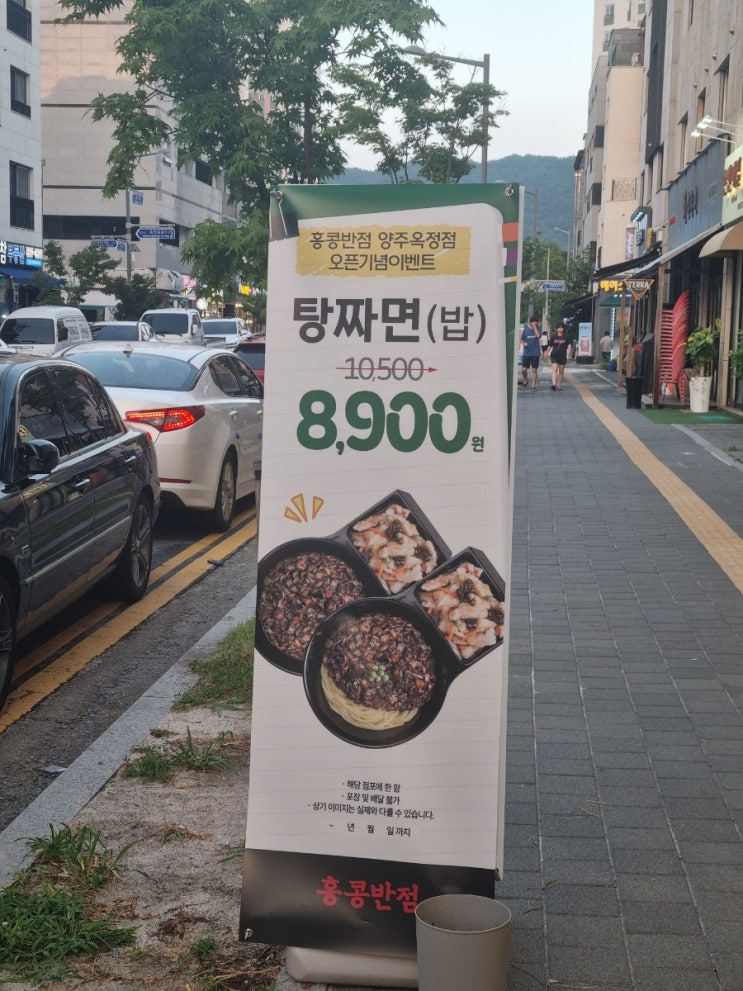 홍콩반점 양주옥정점
오픈기념이벤트
탕짜면(밥)
10,500
8,900원
· 해당 점포에 한 함
· 포장 및 배달 불가
· 상기 이미지는 실제와 다를 수 있습니다.
~ 년 월 일 까지
홍콩반점
TERRA